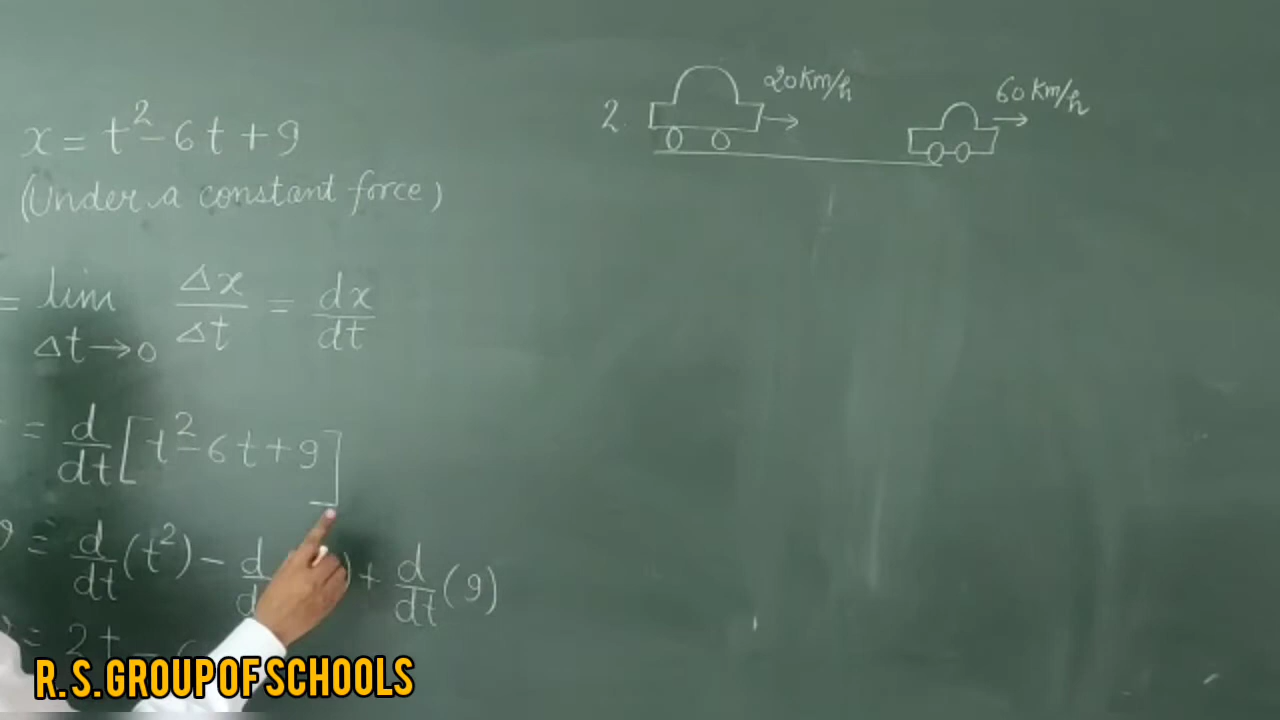 x = t² - 6t + 9
(Under a constant force)
= lim Δx/Δt = dx/dt
Δt → 0
= d/dt [t² - 6t + 9]
= d/dt (t²) - d ) + d/dt (9)
= 2t -
2. 20 Km/h 60 Km/h
R. S. GROUP OF SCHOOLS